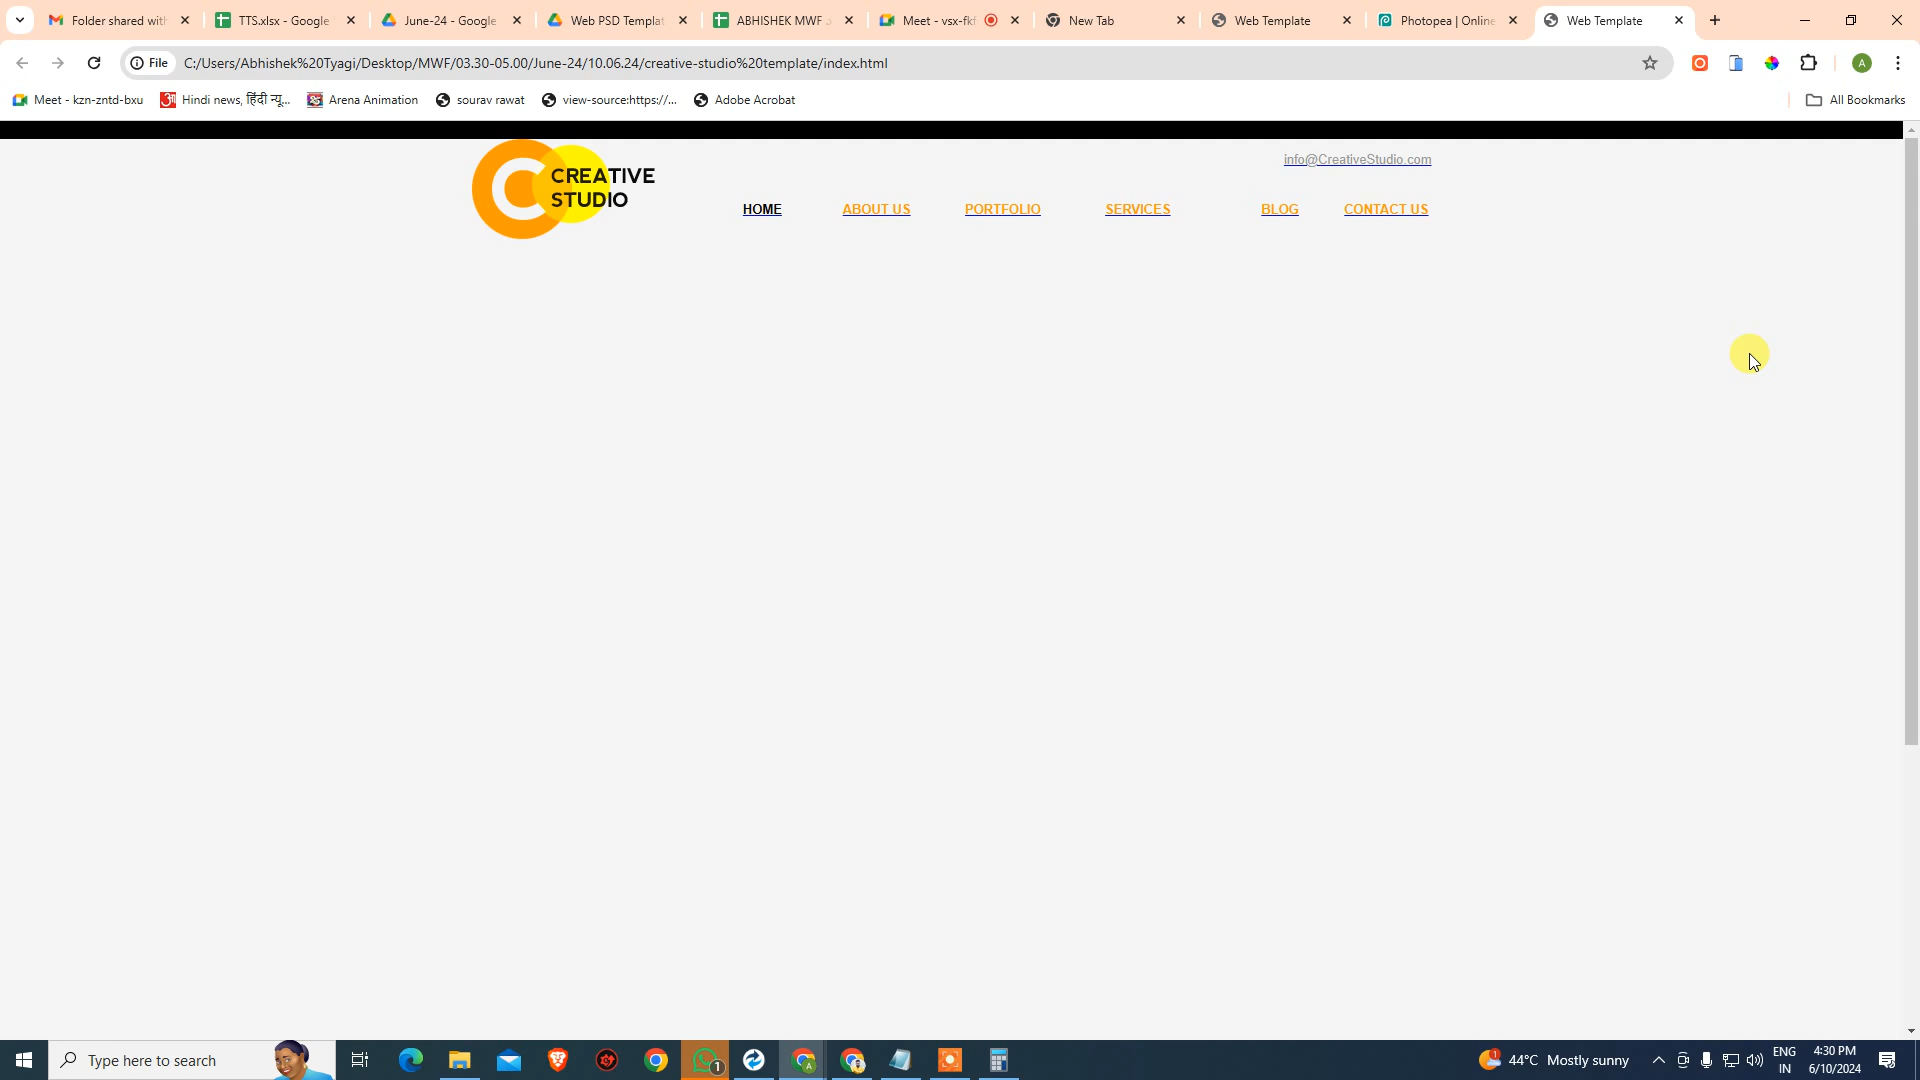 Folder shared with
TTS.xlsx - Google
June-24 - Google
Web PSD Templat
ABHISHEK MWF
Meet - vsx-fkf
New Tab
Web Template
Photopea | Online
Web Template
File
C:/Users/Abhishek%20Tyagi/Desktop/MWF/03.30-05.00/June-24/10.06.24/creative-studio%20template/index.html
A
Meet - kzn-zntd-bxu
Hindi news, हिंदी न्यू...
Arena Animation
sourav rawat
view-source:https://...
Adobe Acrobat
All Bookmarks
CREATIVE
STUDIO
info@CreativeStudio.com
HOME
ABOUT US
PORTFOLIO
SERVICES
BLOG
CONTACT US
Type here to search
1
1
44°C Mostly sunny
ENG
IN
4:30 PM
6/10/2024